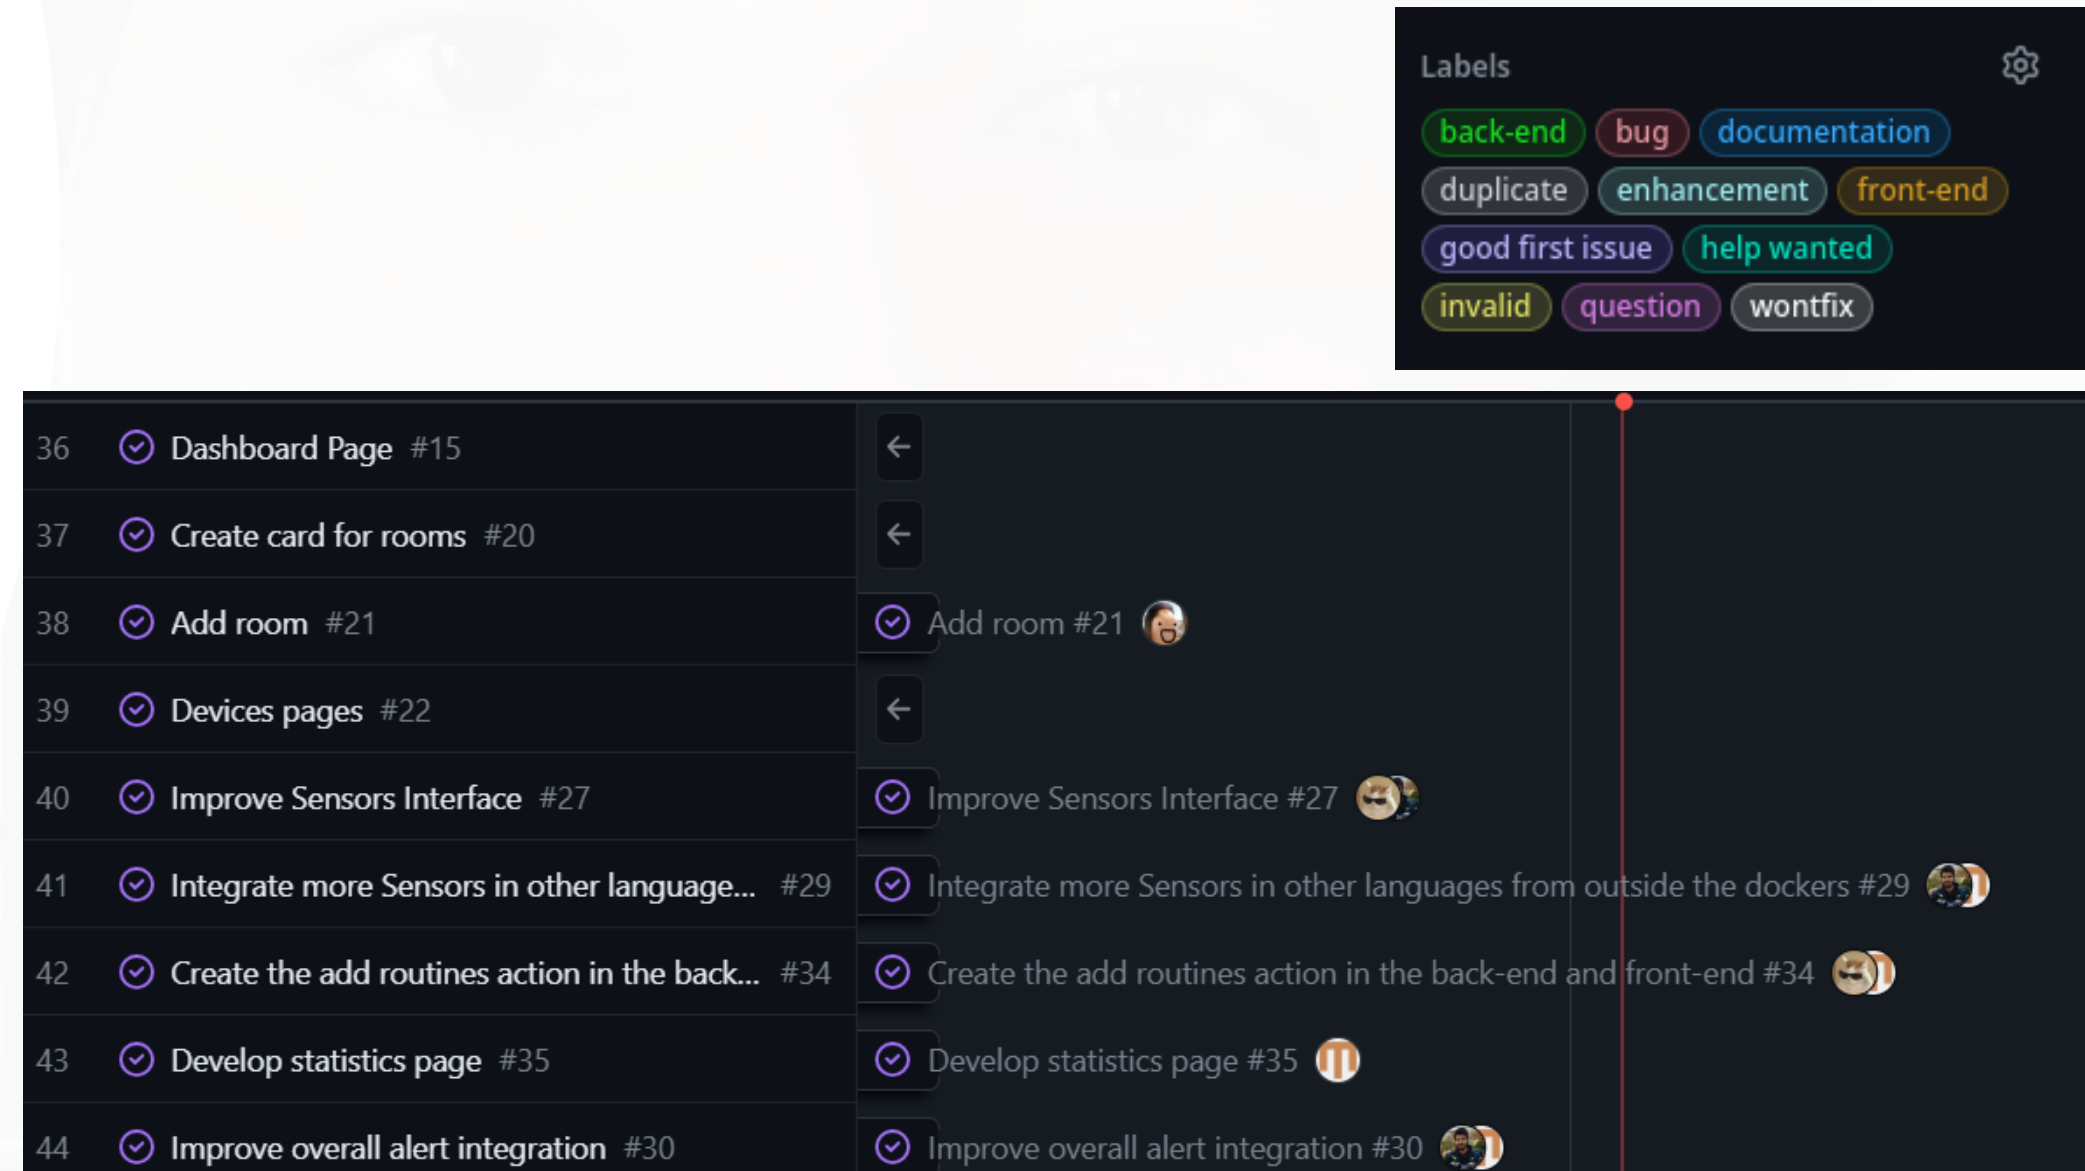 Labels
back-end bug documentation
duplicate enhancement front-end
good first issue help wanted
invalid question wontfix
36 Dashboard Page #15
37 Create card for rooms #20
38 Add room #21 Add room #21
39 Devices pages #22
40 Improve Sensors Interface #27 Improve Sensors Interface #27
41 Integrate more Sensors in other language... #29 Integrate more Sensors in other languages from outside the dockers #29
42 Create the add routines action in the back... #34 Create the add routines action in the back-end and front-end #34
43 Develop statistics page #35 Develop statistics page #35
44 Improve overall alert integration #30 Improve overall alert integration #30